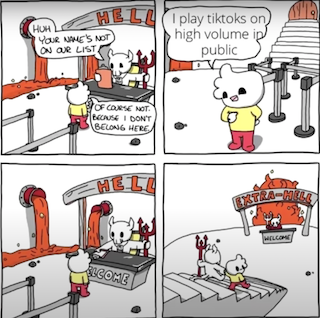 HELL
HUH
YOUR NAME'S NOT
ON OUR LIST
OF COURSE NOT.
BECAUSE I DON'T
BELONG HERE.
I play tiktoks on
high volume in
public
HELL
WELCOME
EXTRA-HELL
WELCOME